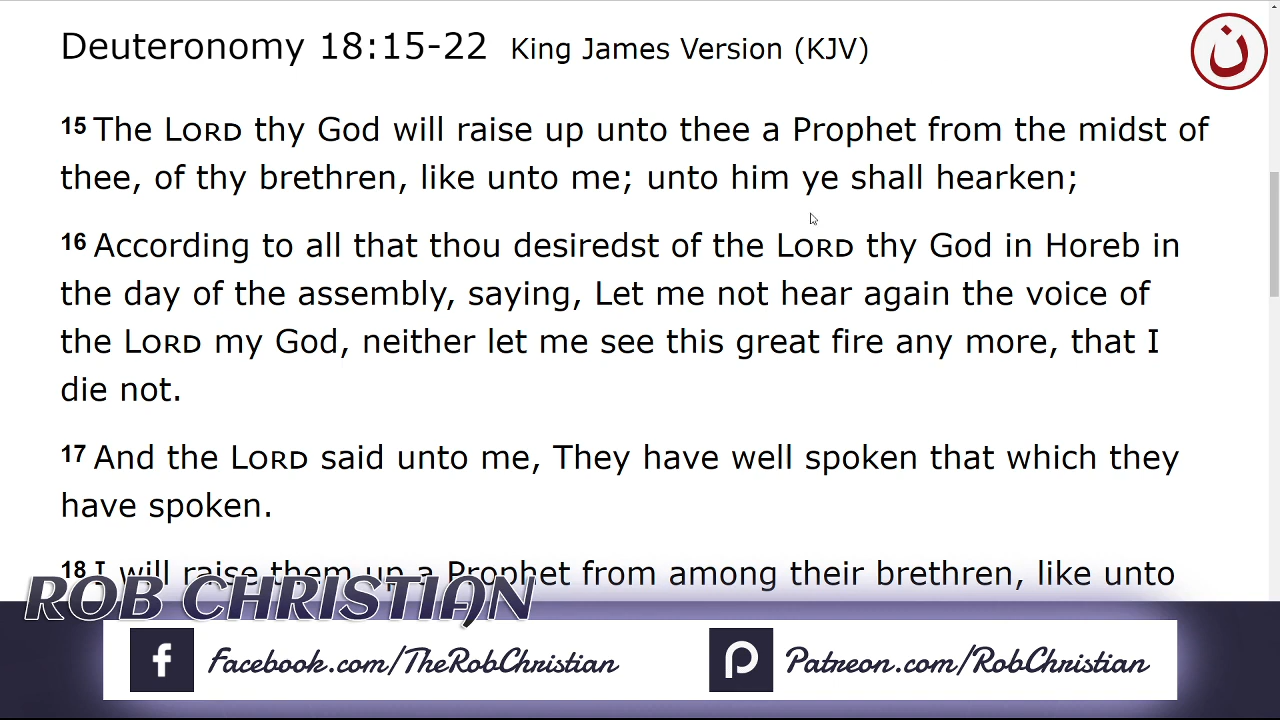 Deuteronomy 18:15-22 King James Version (KJV)
ن
15 The LORD thy God will raise up unto thee a Prophet from the midst of
thee, of thy brethren, like unto me; unto him ye shall hearken;
16 According to all that thou desiredst of the LORD thy God in Horeb in
the day of the assembly, saying, Let me not hear again the voice of
the LORD my God, neither let me see this great fire any more, that I
die not.
17 And the LORD said unto me, They have well spoken that which they
have spoken.
18 I will raise them up a Prophet from among their brethren, like unto
ROB CHRISTIAN
f Facebook.com/TheRobChristian Patreon.com/RobChristian